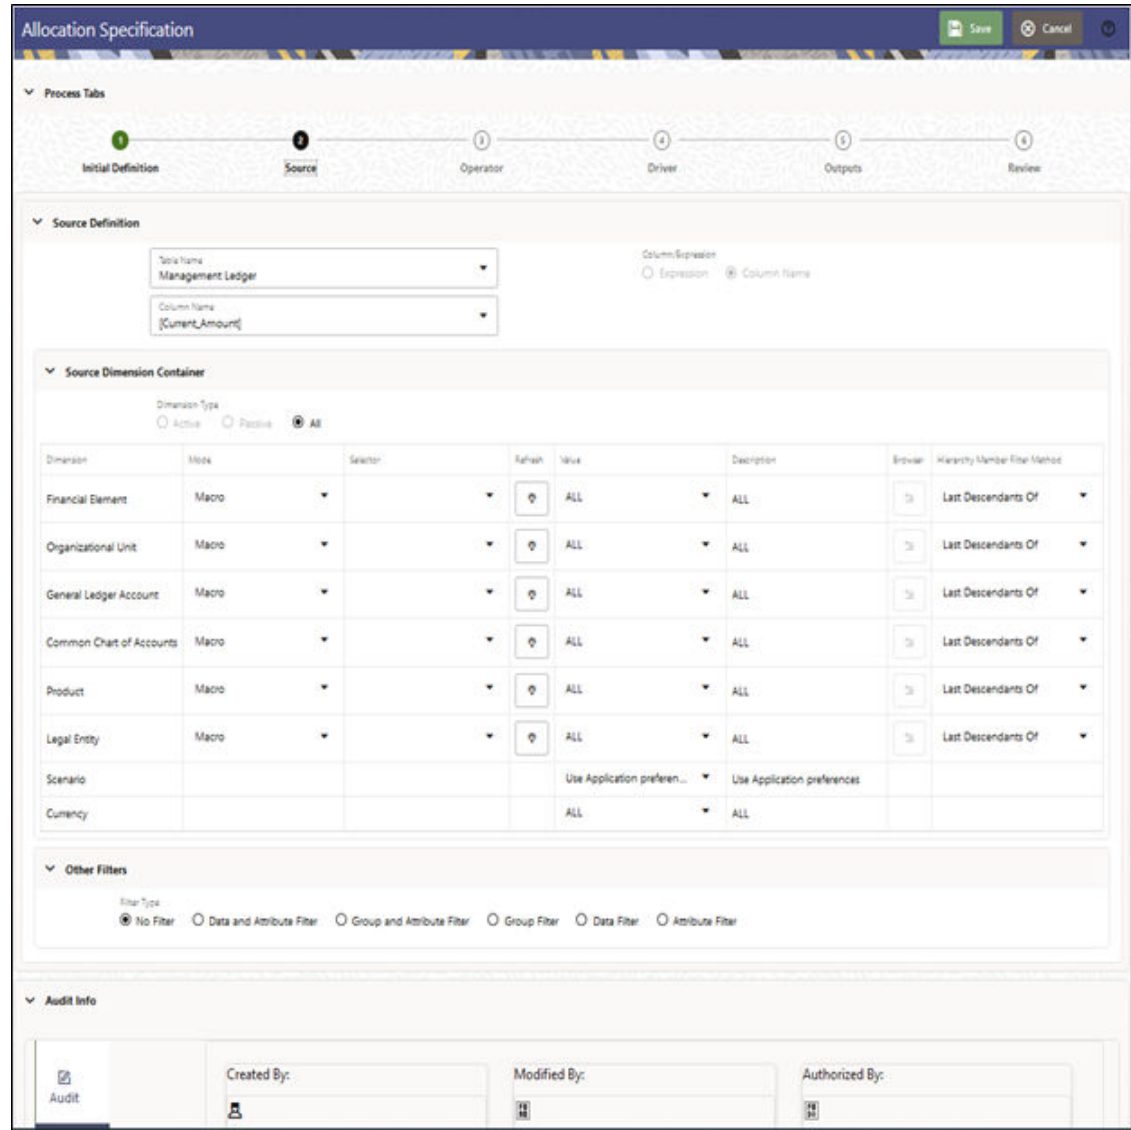 Allocation Specification
Save
Cancel
Process Tabs
1 2 3 4 5 6
Initial Definition Source Operator Driver Outputs Review
Source Definition
Table Name
Management Ledger
Column/Expression
Expression Column Name
Column Name
[Current_Amount]
Source Dimension Container
Dimension Type
Active Passive All
Dimension Mode Selector Refresh Value Description Browser Hierarchy Member Filter Method
Financial Element Macro ALL ALL Last Descendants Of
Organizational Unit Macro ALL ALL Last Descendants Of
General Ledger Account Macro ALL ALL Last Descendants Of
Common Chart of Accounts Macro ALL ALL Last Descendants Of
Product Macro ALL ALL Last Descendants Of
Legal Entity Macro ALL ALL Last Descendants Of
Scenario Use Application preferen... Use Application preferences
Currency ALL ALL
Other Filters
Filter Type
No Filter Data and Attribute Filter Group and Attribute Filter Group Filter Data Filter Attribute Filter
Audit Info
Audit
Created By: Modified By: Authorized By: